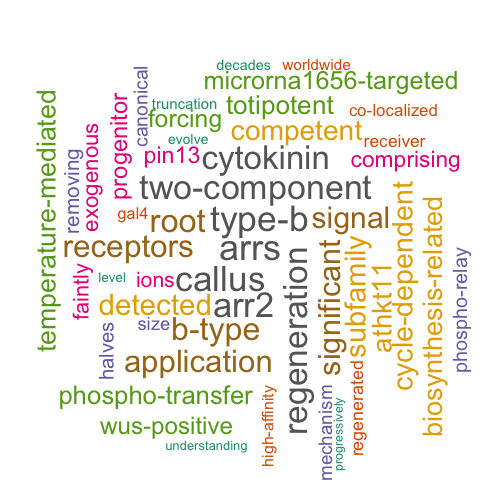 decades
worldwide
microrna1656-targeted
truncation
totipotent
co-localized
forcing
competent
evolve
receiver
pin13
cytokinin
comprising
two-component
gal4
root
type-b
signal
receptors
arrs
level
ions
callus
detected
arr2
size
b-type
application
phospho-transfer
wus-positive
understanding
temperature-mediated
removing
exogenous
progenitor
canonical
faintly
halves
high-affinity
regeneration
significant
mechanism
progressively
regenerated
subfamily
athkt11
cycle-dependent
biosynthesis-related
phospho-relay